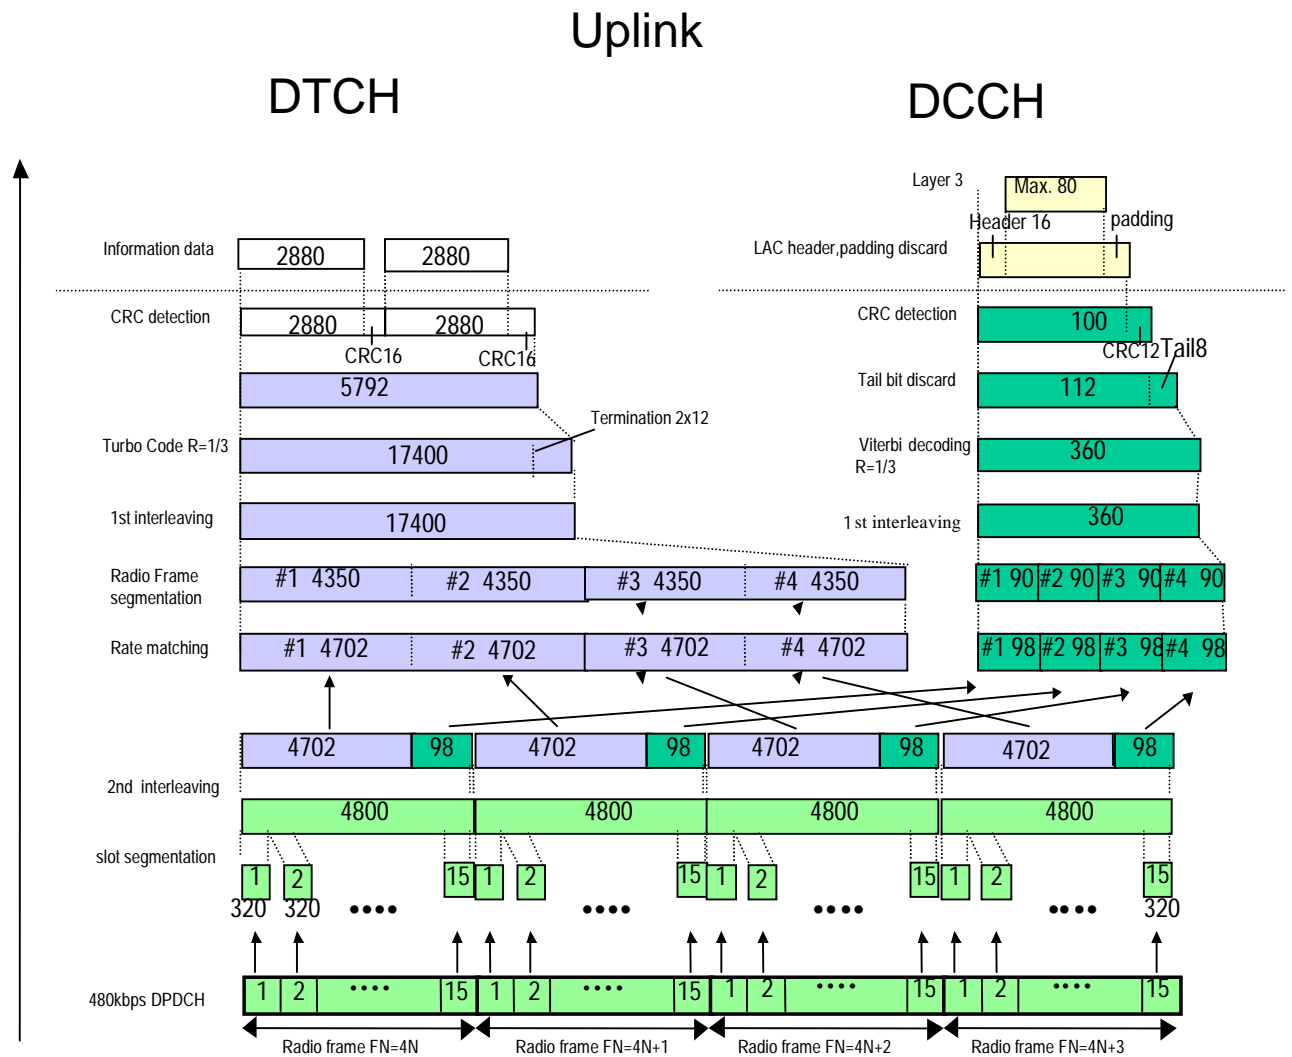 Uplink
DTCH
DCCH
Layer 3
Max. 80
Header 16
padding
Information data
2880
2880
LAC header,padding discard
CRC detection
2880
2880
CRC detection
100
CRC16
CRC16
CRC12
Tail8
5792
Tail bit discard
112
Termination 2x12
Turbo Code R=1/3
17400
Viterbi decoding
R=1/3
360
1st interleaving
17400
1st interleaving
360
Radio Frame
segmentation
#1 4350
#2 4350
#3 4350
#4 4350
#1 90
#2 90
#3 90
#4 90
Rate matching
#1 4702
#2 4702
#3 4702
#4 4702
#1 98
#2 98
#3 98
#4 98
4702
98
4702
98
4702
98
4702
98
2nd interleaving
4800
4800
4800
4800
slot segmentation
1
2
15
1
2
15
1
2
15
1
2
15
320
320
320
480kbps DPDCH
1
2
15
1
2
15
1
2
15
1
2
15
Radio frame FN=4N
Radio frame FN=4N+1
Radio frame FN=4N+2
Radio frame FN=4N+3